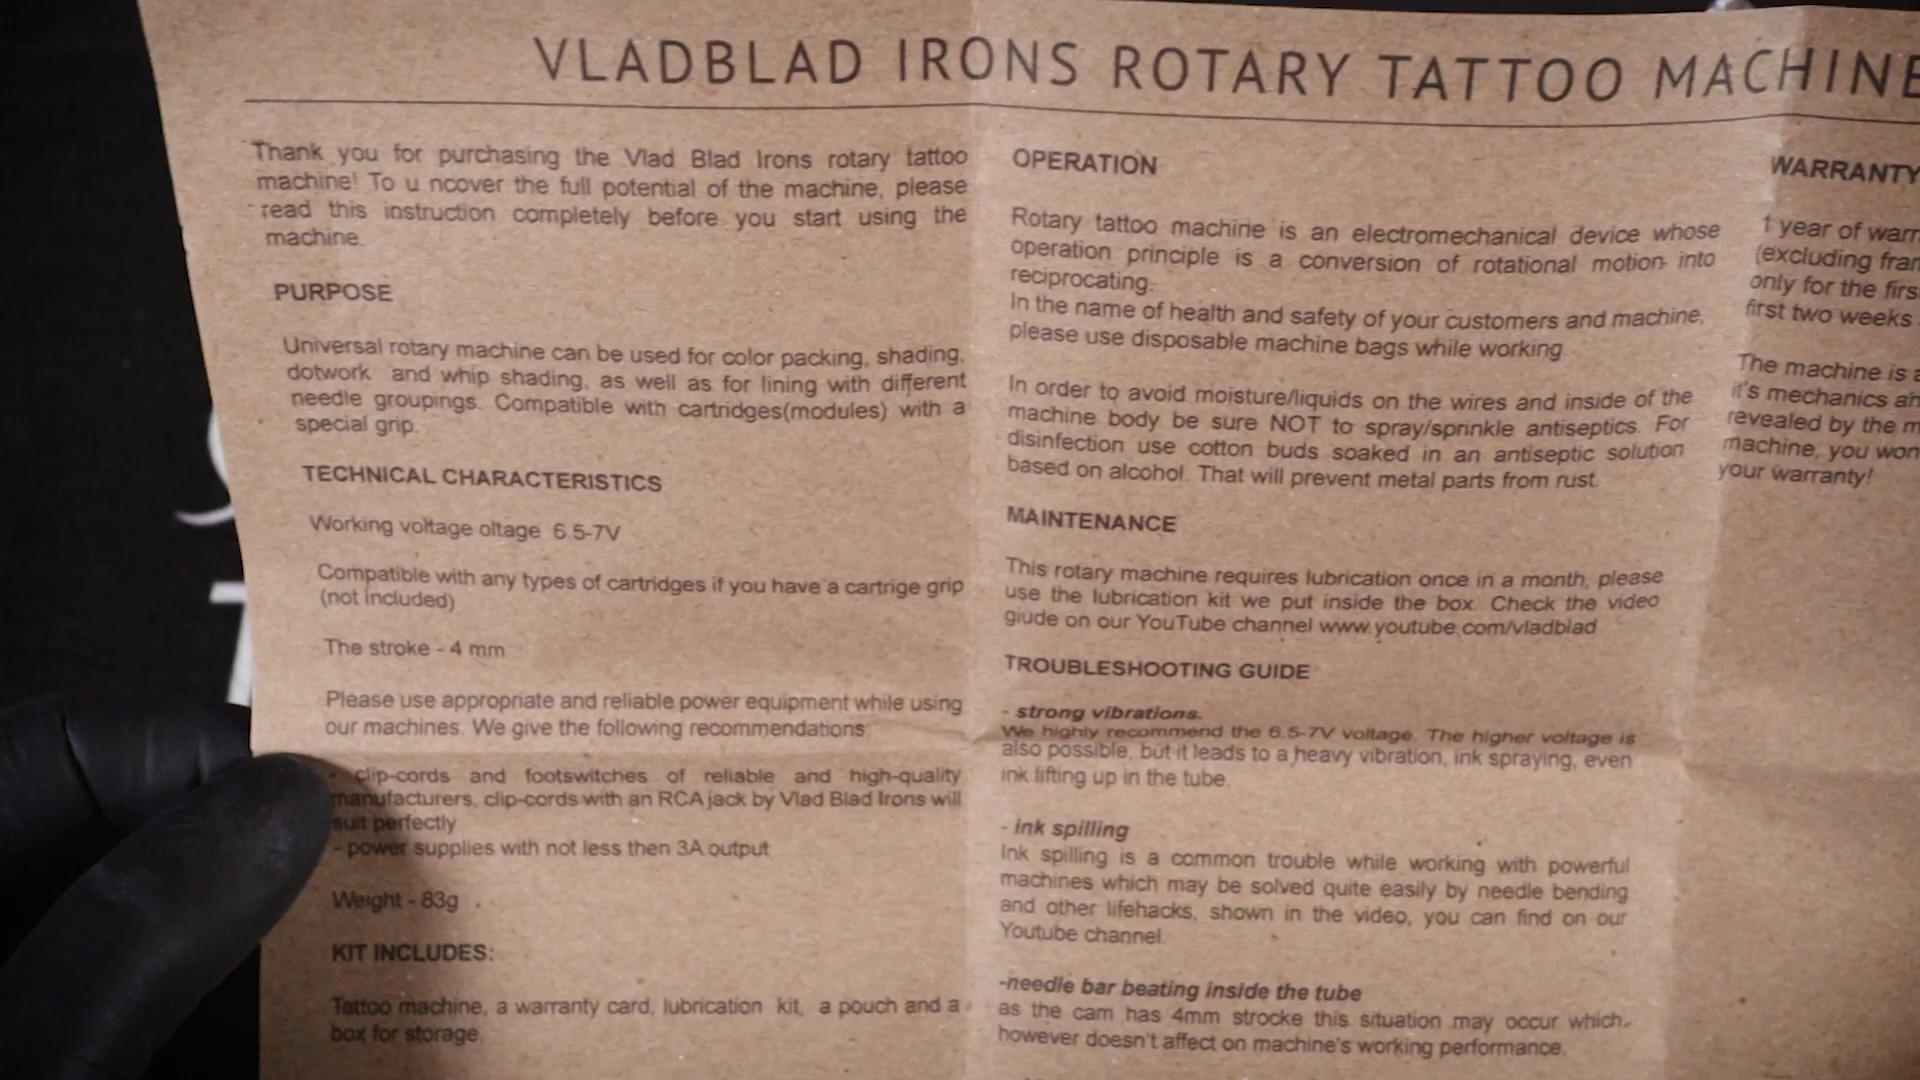 VLADBLAD IRONS ROTARY TATTOO MACHINE
Thank you for purchasing the Vlad Blad Irons rotary tattoo
machine! To u ncover the full potential of the machine, please
read this instruction completely before you start using the
machine.
PURPOSE
Universal rotary machine can be used for color packing, shading,
dotwork and whip shading, as well as for lining with different
needle groupings. Compatible with cartridges(modules) with a
special grip.
TECHNICAL CHARACTERISTICS
Working voltage oltage 6.5-7V
Compatible with any types of cartridges if you have a cartrige grip
(not included)
The stroke - 4 mm
Please use appropriate and reliable power equipment while using
our machines. We give the following recommendations:
- clip-cords and footswitches of reliable and high-quality
manufacturers, clip-cords with an RCA jack by Vlad Blad Irons will
suit perfectly
- power supplies with not less then 3A output
Weight - 83g .
KIT INCLUDES:
Tattoo machine, a warranty card, lubrication kit, a pouch and a
box for storage.
OPERATION
Rotary tattoo machine is an electromechanical device whose
operation principle is a conversion of rotational motion into
reciprocating.
In the name of health and safety of your customers and machine,
please use disposable machine bags while working
In order to avoid moisture/liquids on the wires and inside of the
machine body be sure NOT to spray/sprinkle antiseptics. For
disinfection use cotton buds soaked in an antiseptic solution
based on alcohol. That will prevent metal parts from rust.
MAINTENANCE
This rotary machine requires lubrication once in a month, please
use the lubrication kit we put inside the box. Check the video
giude on our YouTube channel www.youtube.com/vladblad
TROUBLESHOOTING GUIDE
- strong vibrations.
We highly recommend the 6.5-7V voltage. The higher voltage is
also possible, but it leads to a heavy vibration, ink spraying, even
ink lifting up in the tube.
- ink spilling
Ink spilling is a common trouble while working with powerful
machines which may be solved quite easily by needle bending
and other lifehacks, shown in the video, you can find on our
Youtube channel.
-needle bar beating inside the tube
as the cam has 4mm strocke this situation may occur which,
however doesn't affect on machine's working performance.
WARRANTY
1 year of warr
(excluding fran
only for the firs
first two weeks
The machine is a
it's mechanics an
revealed by the m
machine, you won
your warranty!